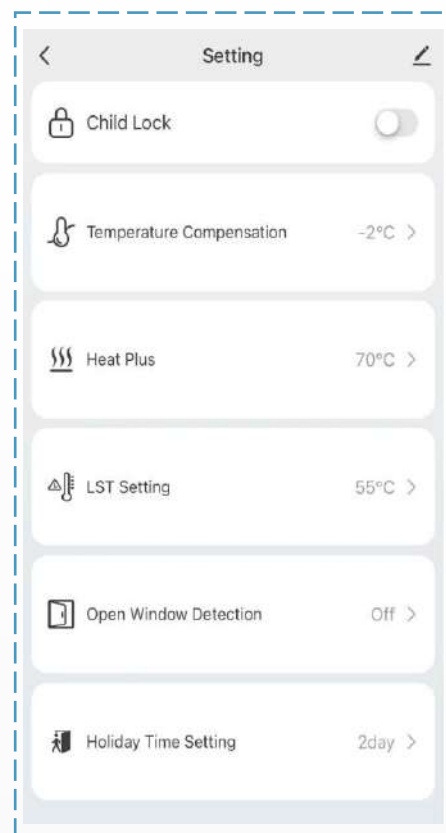 Setting
Child Lock
Temperature Compensation -2°C >
Heat Plus 70°C >
LST Setting 55°C >
Open Window Detection Off >
Holiday Time Setting 2day >